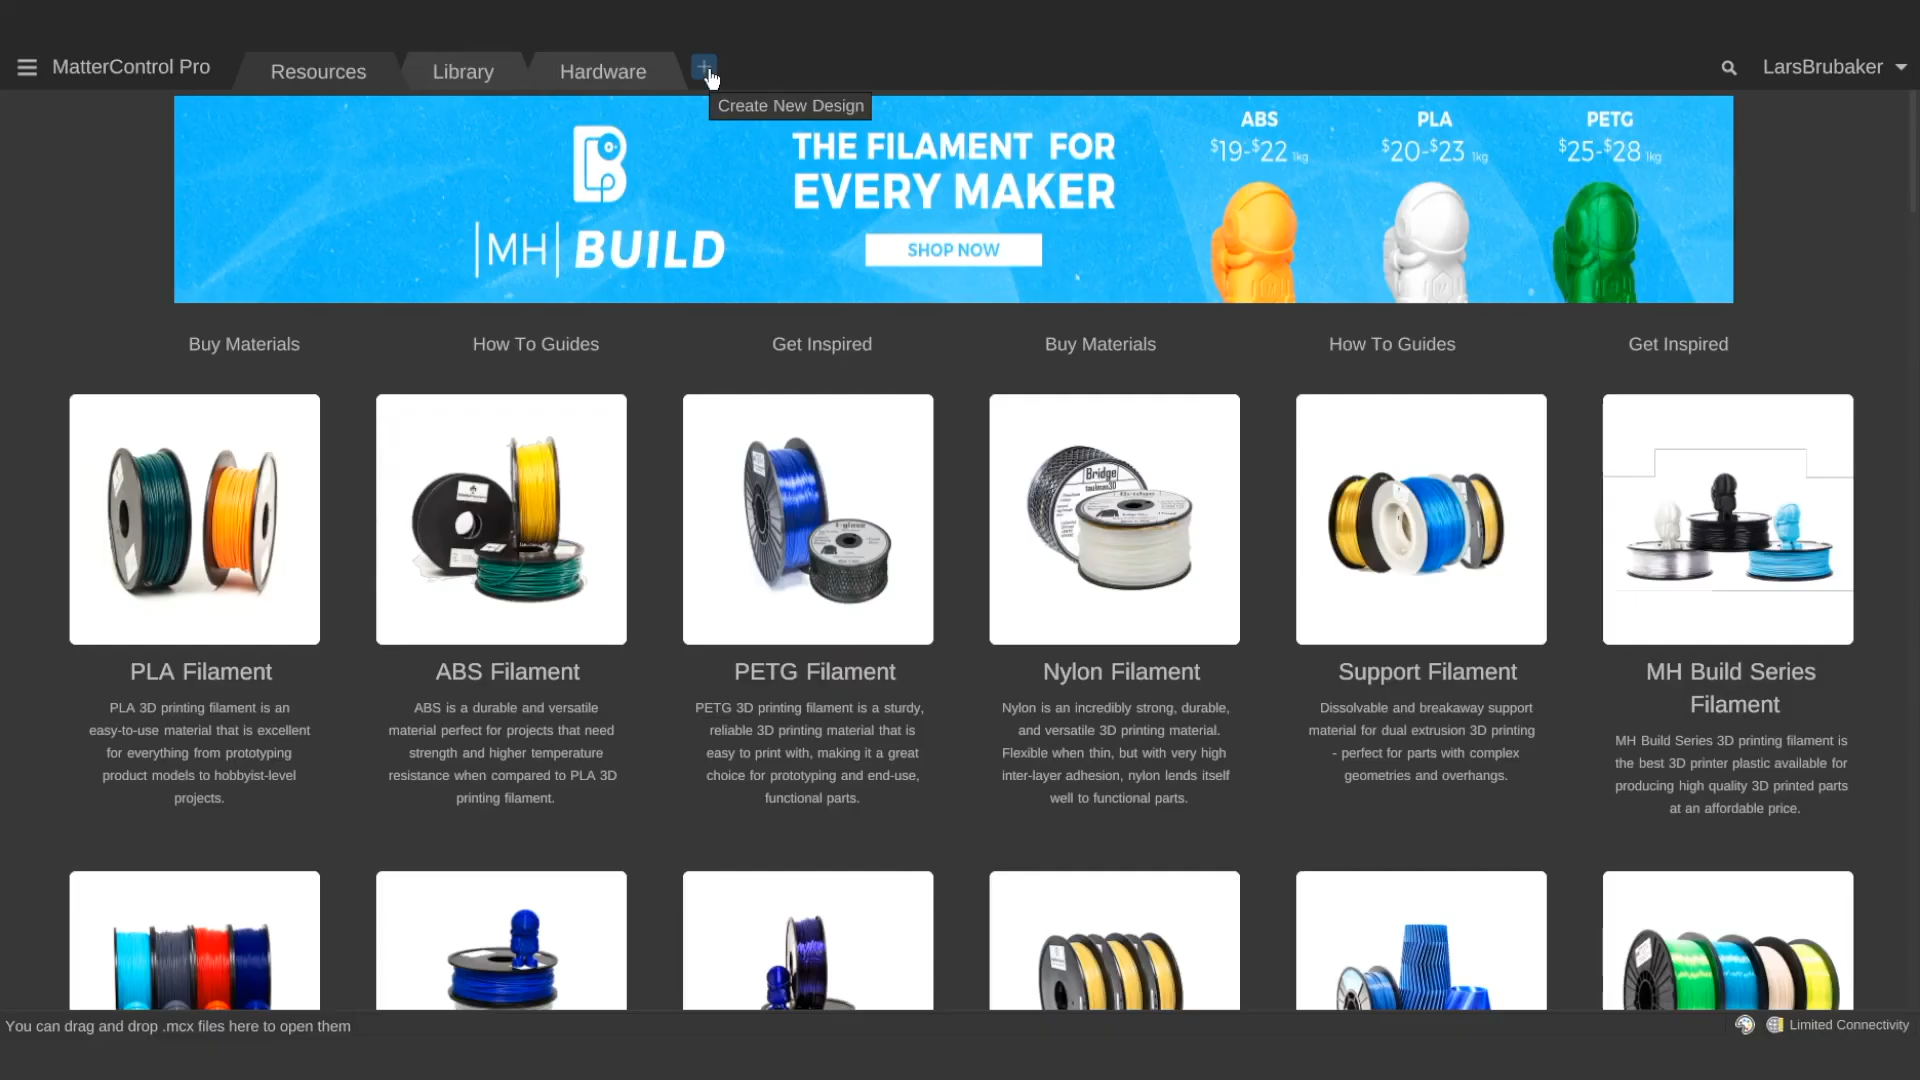 MatterControl Pro
Resources
Library
Hardware
LarsBrubaker
Create New Design
MH BUILD
THE FILAMENT FOR
EVERY MAKER
SHOP NOW
ABS
$19-$22 1kg
PLA
$20-$23 1kg
PETG
$25-$28 1kg
Buy Materials
How To Guides
Get Inspired
Buy Materials
How To Guides
Get Inspired
Bridge
taulman3D
Bridge
t-glase
PLA Filament
PLA 3D printing filament is an
easy-to-use material that is excellent
for everything from prototyping
product models to hobbyist-level
projects.
ABS Filament
ABS is a durable and versatile
material perfect for projects that need
strength and higher temperature
resistance when compared to PLA 3D
printing filament.
PETG Filament
PETG 3D printing filament is a sturdy,
reliable 3D printing material that is
easy to print with, making it a great
choice for prototyping and end-use,
functional parts.
Nylon Filament
Nylon is an incredibly strong, durable,
and versatile 3D printing material.
Flexible when thin, but with very high
inter-layer adhesion, nylon lends itself
well to functional parts.
Support Filament
Dissolvable and breakaway support
material for dual extrusion 3D printing
- perfect for parts with complex
geometries and overhangs.
MH Build Series
Filament
MH Build Series 3D printing filament is
the best 3D printer plastic available for
producing high quality 3D printed parts
at an affordable price.
You can drag and drop .mcx files here to open them
Limited Connectivity